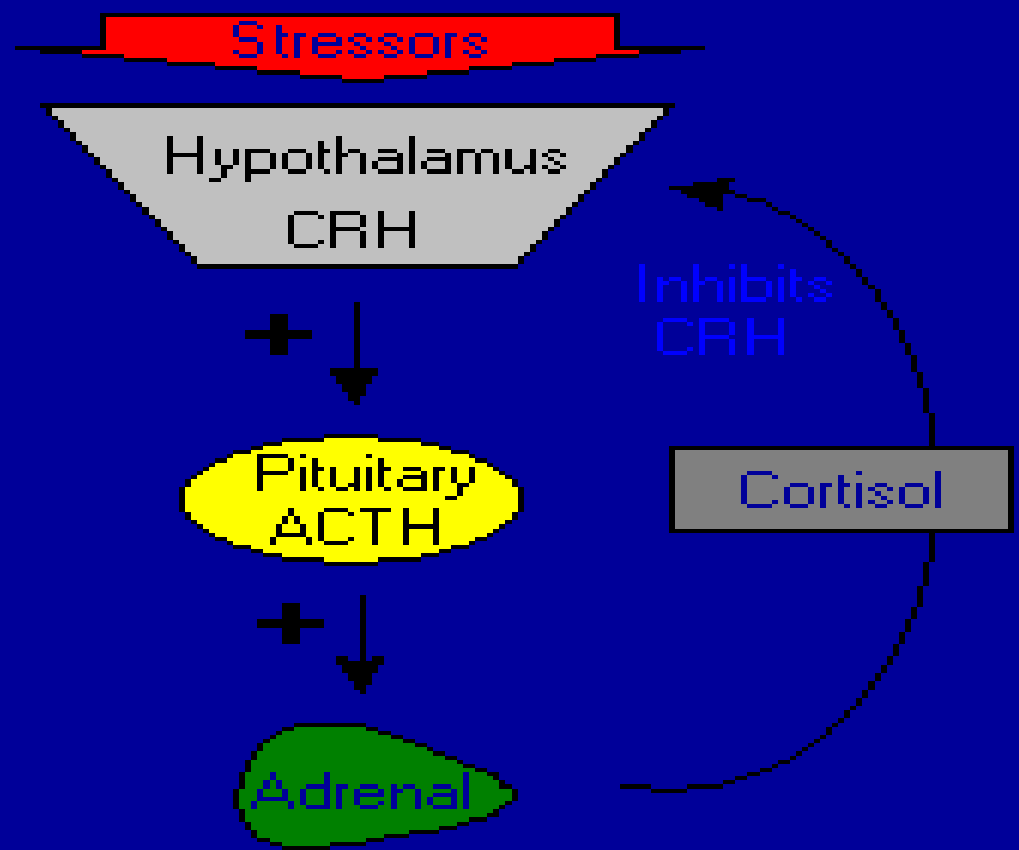 Stressors
Hypothalamus
CRH
Inhibits
CRH
+
Pituitary
ACTH
Cortisol
+
Adrenal